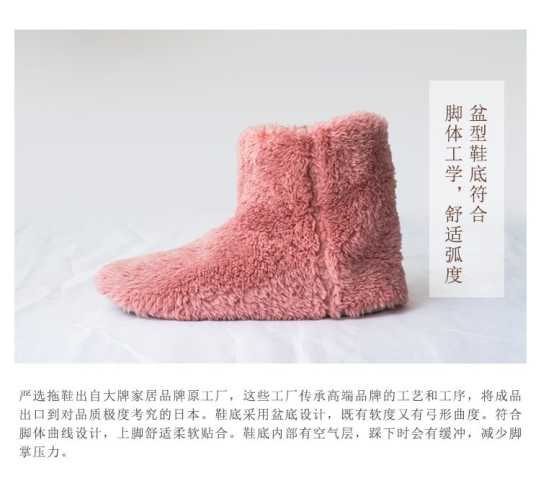 盆型鞋底符合
脚体工学，舒适弧度
严选拖鞋出自大牌家居品牌原工厂，这些工厂传承高端品牌的工艺和工序，将成品
出口到对品质极度考究的日本。鞋底采用盆底设计，既有软度又有弓形曲度。符合
脚体曲线设计，上脚舒适柔软贴合。鞋底内部有空气层，踩下时会有缓冲，减少脚
掌压力。